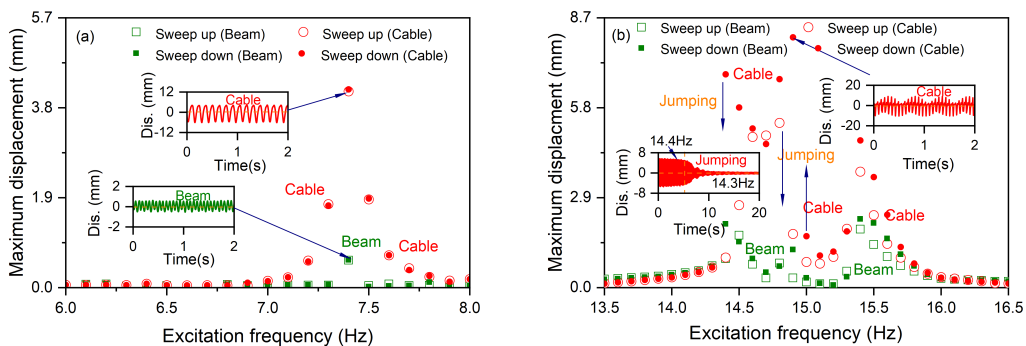 (a)
Sweep up (Beam)
Sweep up (Cable)
Sweep down (Beam)
Sweep down (Cable)
Maximum displacement (mm)
5.7
3.8
1.9
0.0
Dis. (mm)
12
0
-12
Cable
0
1
2
Time(s)
Dis. (mm)
2
0
-2
Beam
0
1
2
Time(s)
Cable
Beam
Cable
6.0
6.5
7.0
7.5
8.0
Excitation frequency (Hz)
(b)
Sweep up (Beam)
Sweep up (Cable)
Sweep down (Beam)
Sweep down (Cable)
Maximum displacement (mm)
8.7
5.8
2.9
0.0
Cable
Jumping
Jumping
Dis. (mm)
20
0
-20
Cable
0
1
2
Time(s)
14.4Hz
Dis. (mm)
8
0
-8
Jumping
14.3Hz
0
10
20
Time(s)
Cable
Cable
Beam
Beam
13.5
14.0
14.5
15.0
15.5
16.0
16.5
Excitation frequency (Hz)